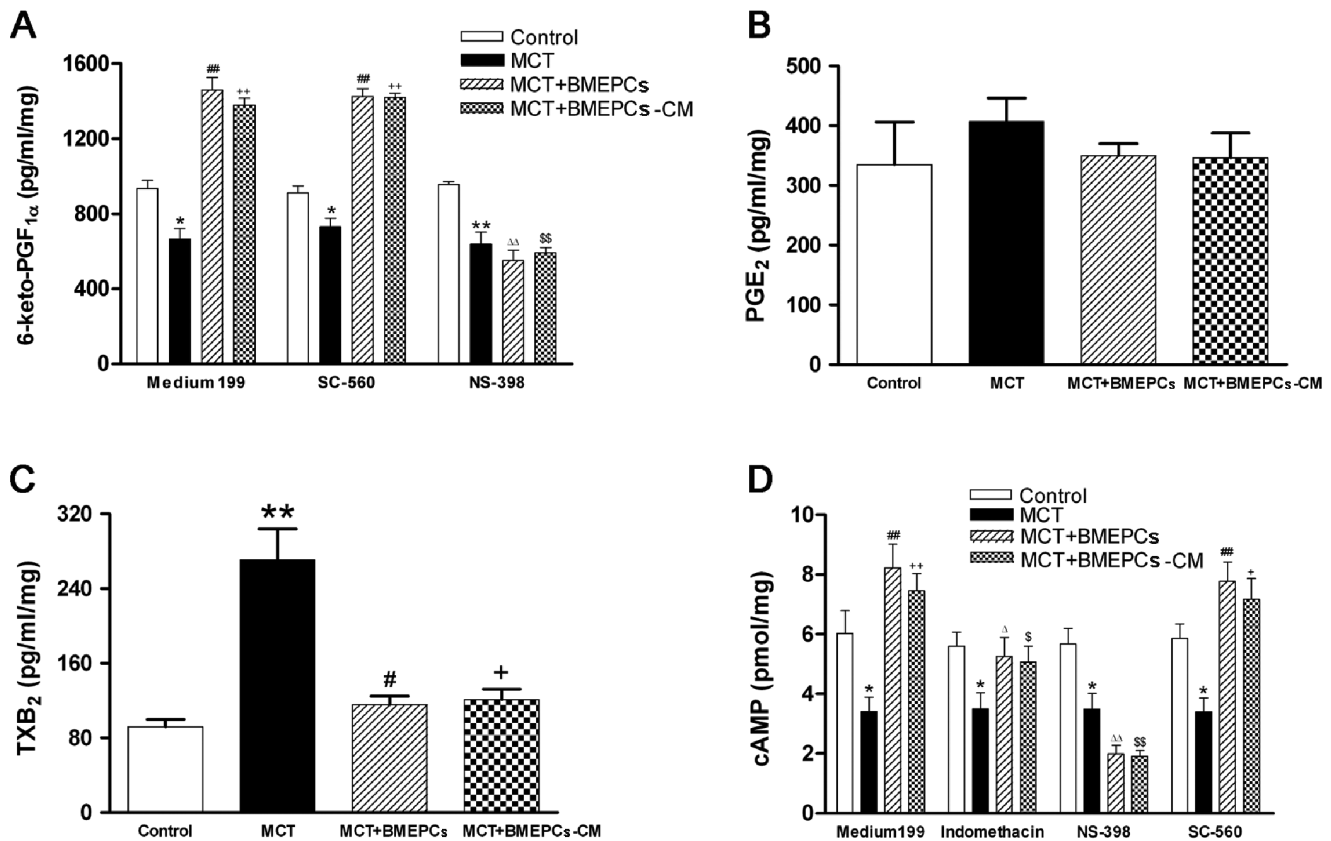 A
Control
MCT
MCT+BMEPCs
MCT+BMEPCs-CM
6-keto-PGF1α (pg/ml/mg)
1600
1200
800
400
0
*
##
++
*
##
++
**
ΔΔ
$$
Medium 199 SC-560 NS-398
B
PGE2 (pg/ml/mg)
500
400
300
200
100
0
Control MCT MCT+BMEPCs MCT+BMEPCs-CM
C
TXB2 (pg/ml/mg)
320
240
160
80
0
**
#
+
Control MCT MCT+BMEPCs MCT+BMEPCs-CM
D
Control
MCT
MCT+BMEPCs
MCT+BMEPCs-CM
cAMP (pmol/mg)
10
8
6
4
2
0
*
##
++
*
Δ
$
*
ΔΔ
$$
*
##
+
Medium199 Indomethacin NS-398 SC-560